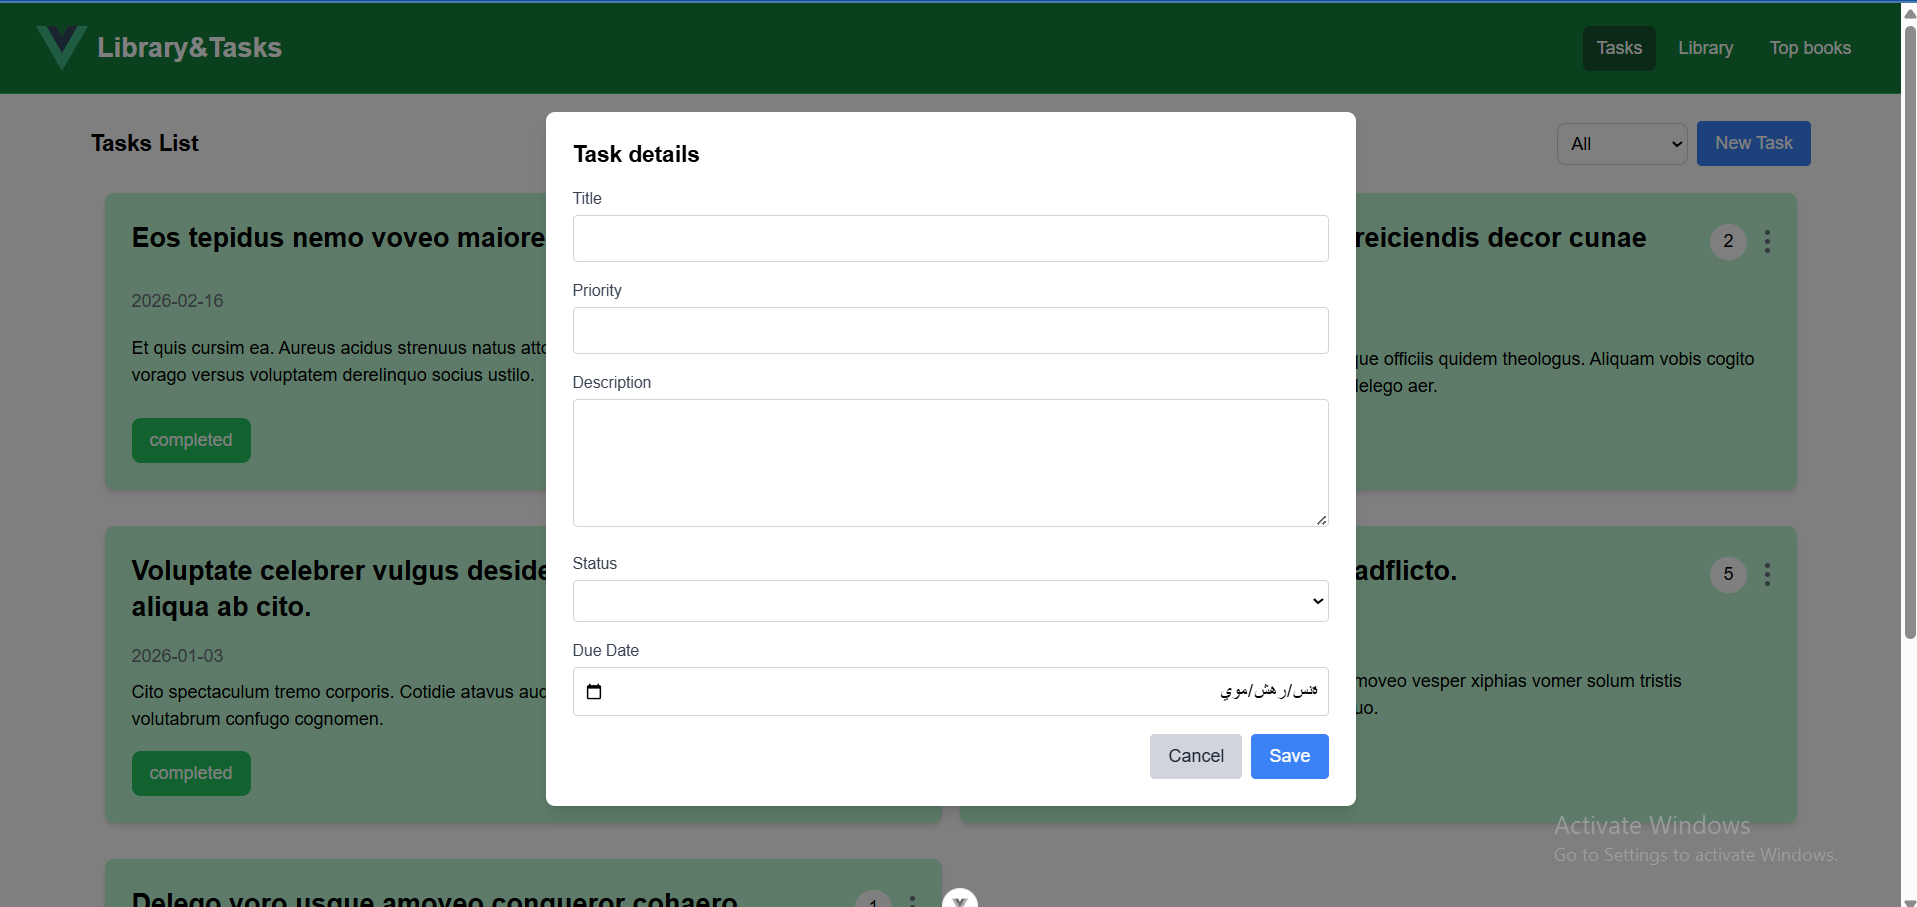 Library&Tasks
Tasks
Library
Top books
Tasks List
All
New Task
Eos tepidus nemo voveo maiore
2026-02-16
Et quis cursim ea. Aureus acidus strenuus natus
vorago versus voluptatem derelinquo socius ustilo.
completed
reiciendis decor cunae
2
officiis quidem theologus. Aliquam vobis cogito
aer.
Voluptate celebrer vulgus
aliqua ab cito.
2026-01-03
Cito spectaculum tremo corporis. Cotidie atavus
volutabrum confugo cognomen.
completed
adflicto.
5
moveo vesper xiphias vomer solum tristis
uo.
Delego voro usque amoveo conqueror cohaero
1
Task details
Title
Priority
Description
Status
Due Date
يوم/شهر/سنة
Cancel
Save
Activate Windows
Go to Settings to activate Windows.